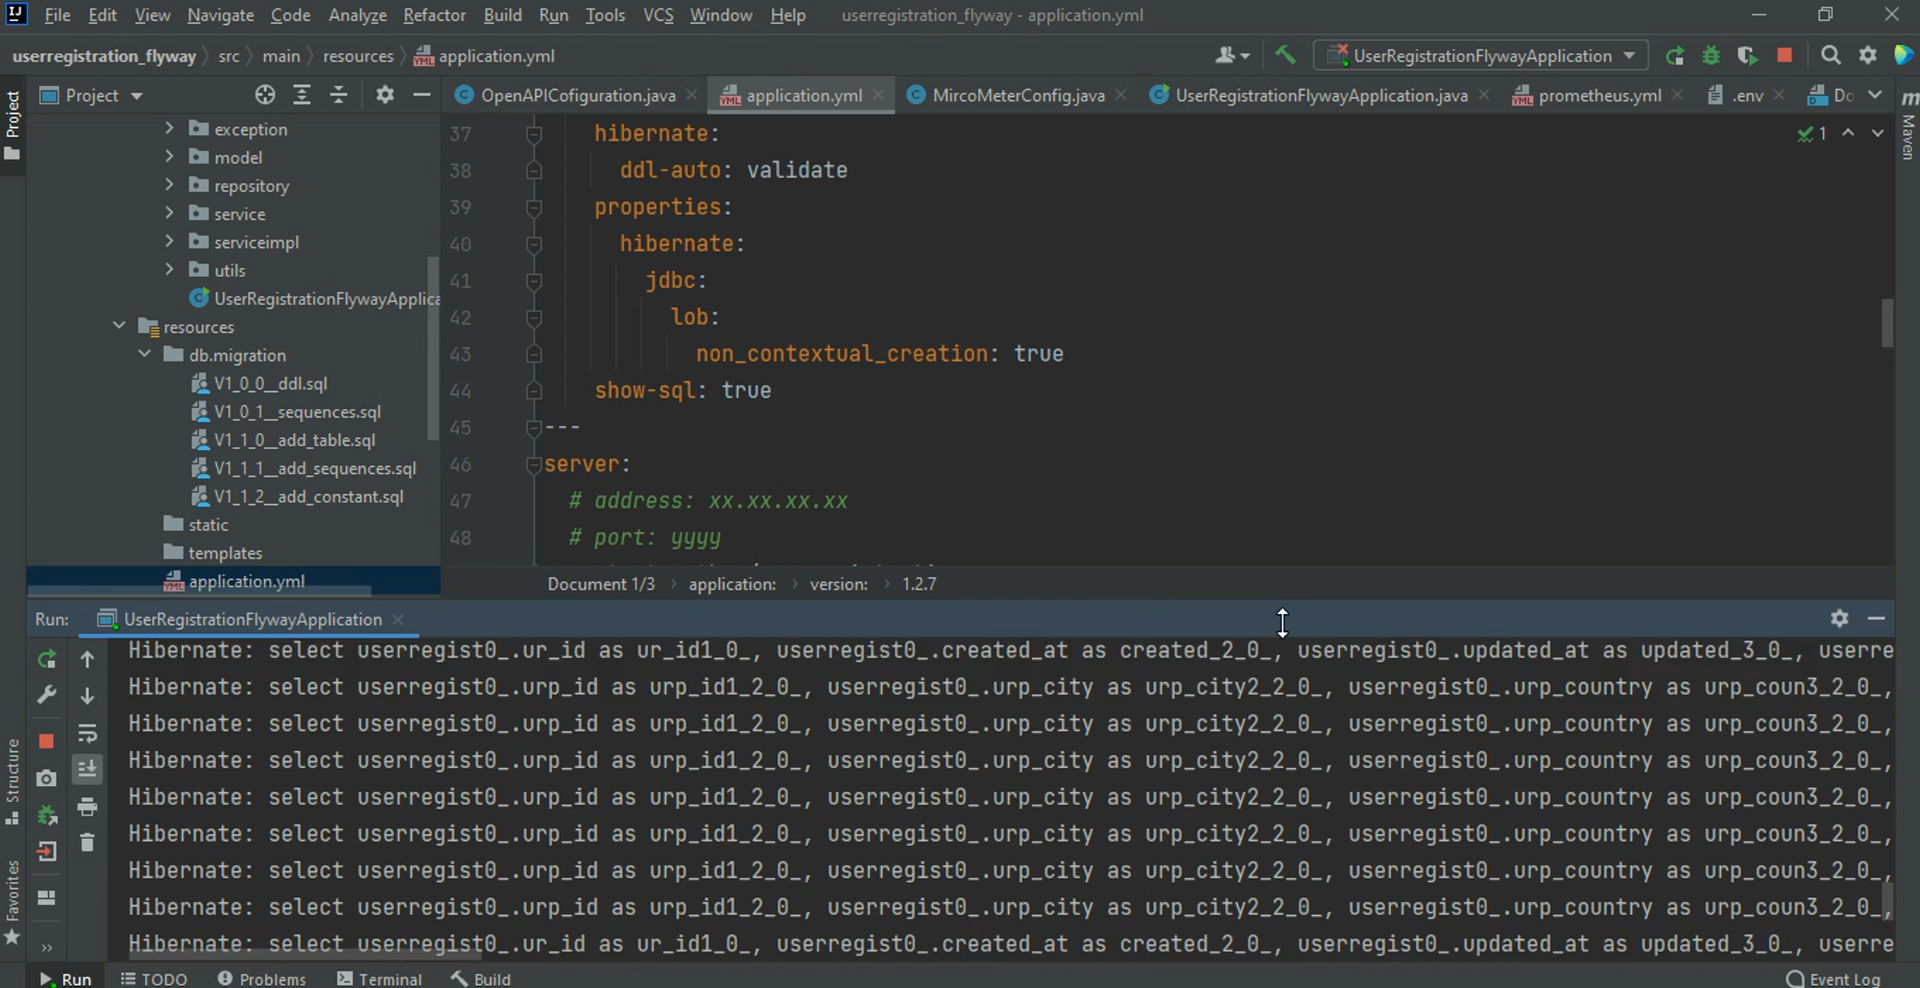 IJ File Edit View Navigate Code Analyze Refactor Build Run Tools VCS Window Help userregistration_flyway - application.yml
userregistration_flyway src main resources application.yml UserRegistrationFlywayApplication
Project OpenAPICofiguration.java application.yml MircoMeterConfig.java UserRegistrationFlywayApplication.java prometheus.yml .env Do
Project
Structure
Favorites
Maven
exception
model
repository
service
serviceimpl
utils
UserRegistrationFlywayApplica
resources
db.migration
V1_0_0__ddl.sql
V1_0_1__sequences.sql
V1_1_0__add_table.sql
V1_1_1__add_sequences.sql
V1_1_2__add_constant.sql
static
templates
application.yml
1
37 hibernate:
38 ddl-auto: validate
39 properties:
40 hibernate:
41 jdbc:
42 lob:
43 non_contextual_creation: true
44 show-sql: true
45 ---
46 server:
47 # address: xx.xx.xx.xx
48 # port: yyyy
Document 1/3 application: version: 1.2.7
Run: UserRegistrationFlywayApplication
Hibernate: select userregist0_.ur_id as ur_id1_0_, userregist0_.created_at as created_2_0_, userregist0_.updated_at as updated_3_0_, userre
Hibernate: select userregist0_.urp_id as urp_id1_2_0_, userregist0_.urp_city as urp_city2_2_0_, userregist0_.urp_country as urp_coun3_2_0_,
Hibernate: select userregist0_.urp_id as urp_id1_2_0_, userregist0_.urp_city as urp_city2_2_0_, userregist0_.urp_country as urp_coun3_2_0_,
Hibernate: select userregist0_.urp_id as urp_id1_2_0_, userregist0_.urp_city as urp_city2_2_0_, userregist0_.urp_country as urp_coun3_2_0_,
Hibernate: select userregist0_.urp_id as urp_id1_2_0_, userregist0_.urp_city as urp_city2_2_0_, userregist0_.urp_country as urp_coun3_2_0_,
Hibernate: select userregist0_.urp_id as urp_id1_2_0_, userregist0_.urp_city as urp_city2_2_0_, userregist0_.urp_country as urp_coun3_2_0_,
Hibernate: select userregist0_.urp_id as urp_id1_2_0_, userregist0_.urp_city as urp_city2_2_0_, userregist0_.urp_country as urp_coun3_2_0_,
Hibernate: select userregist0_.urp_id as urp_id1_2_0_, userregist0_.urp_city as urp_city2_2_0_, userregist0_.urp_country as urp_coun3_2_0_,
Hibernate: select userregist0_.ur_id as ur_id1_0_, userregist0_.created_at as created_2_0_, userregist0_.updated_at as updated_3_0_, userre
Run TODO Problems Terminal Build Event Log